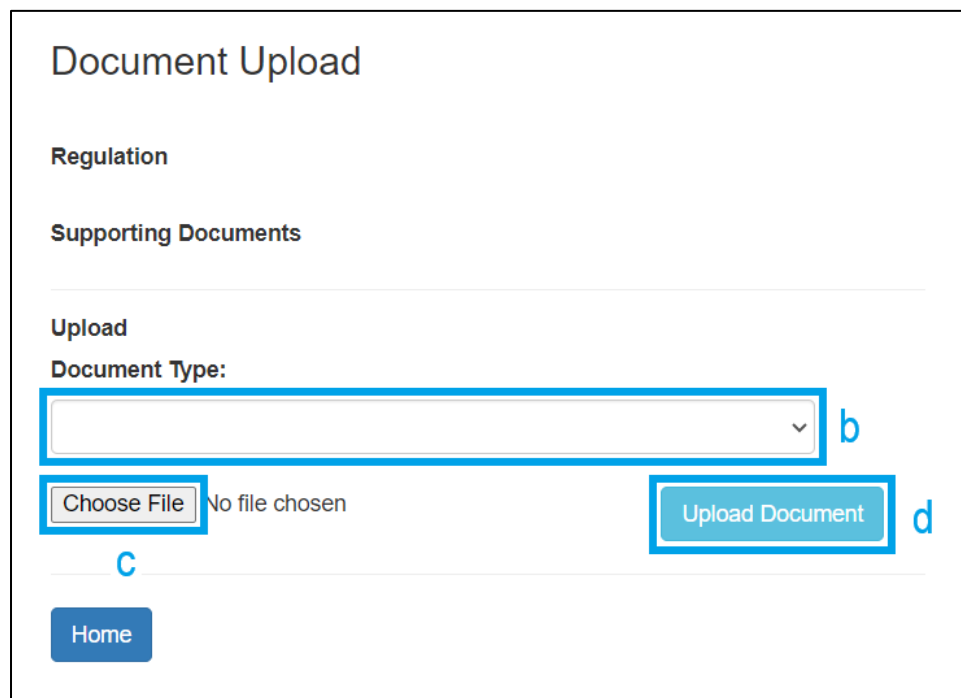 Document Upload
Regulation
Supporting Documents
Upload
Document Type:
b
Choose File No file chosen
Upload Document
d
c
Home